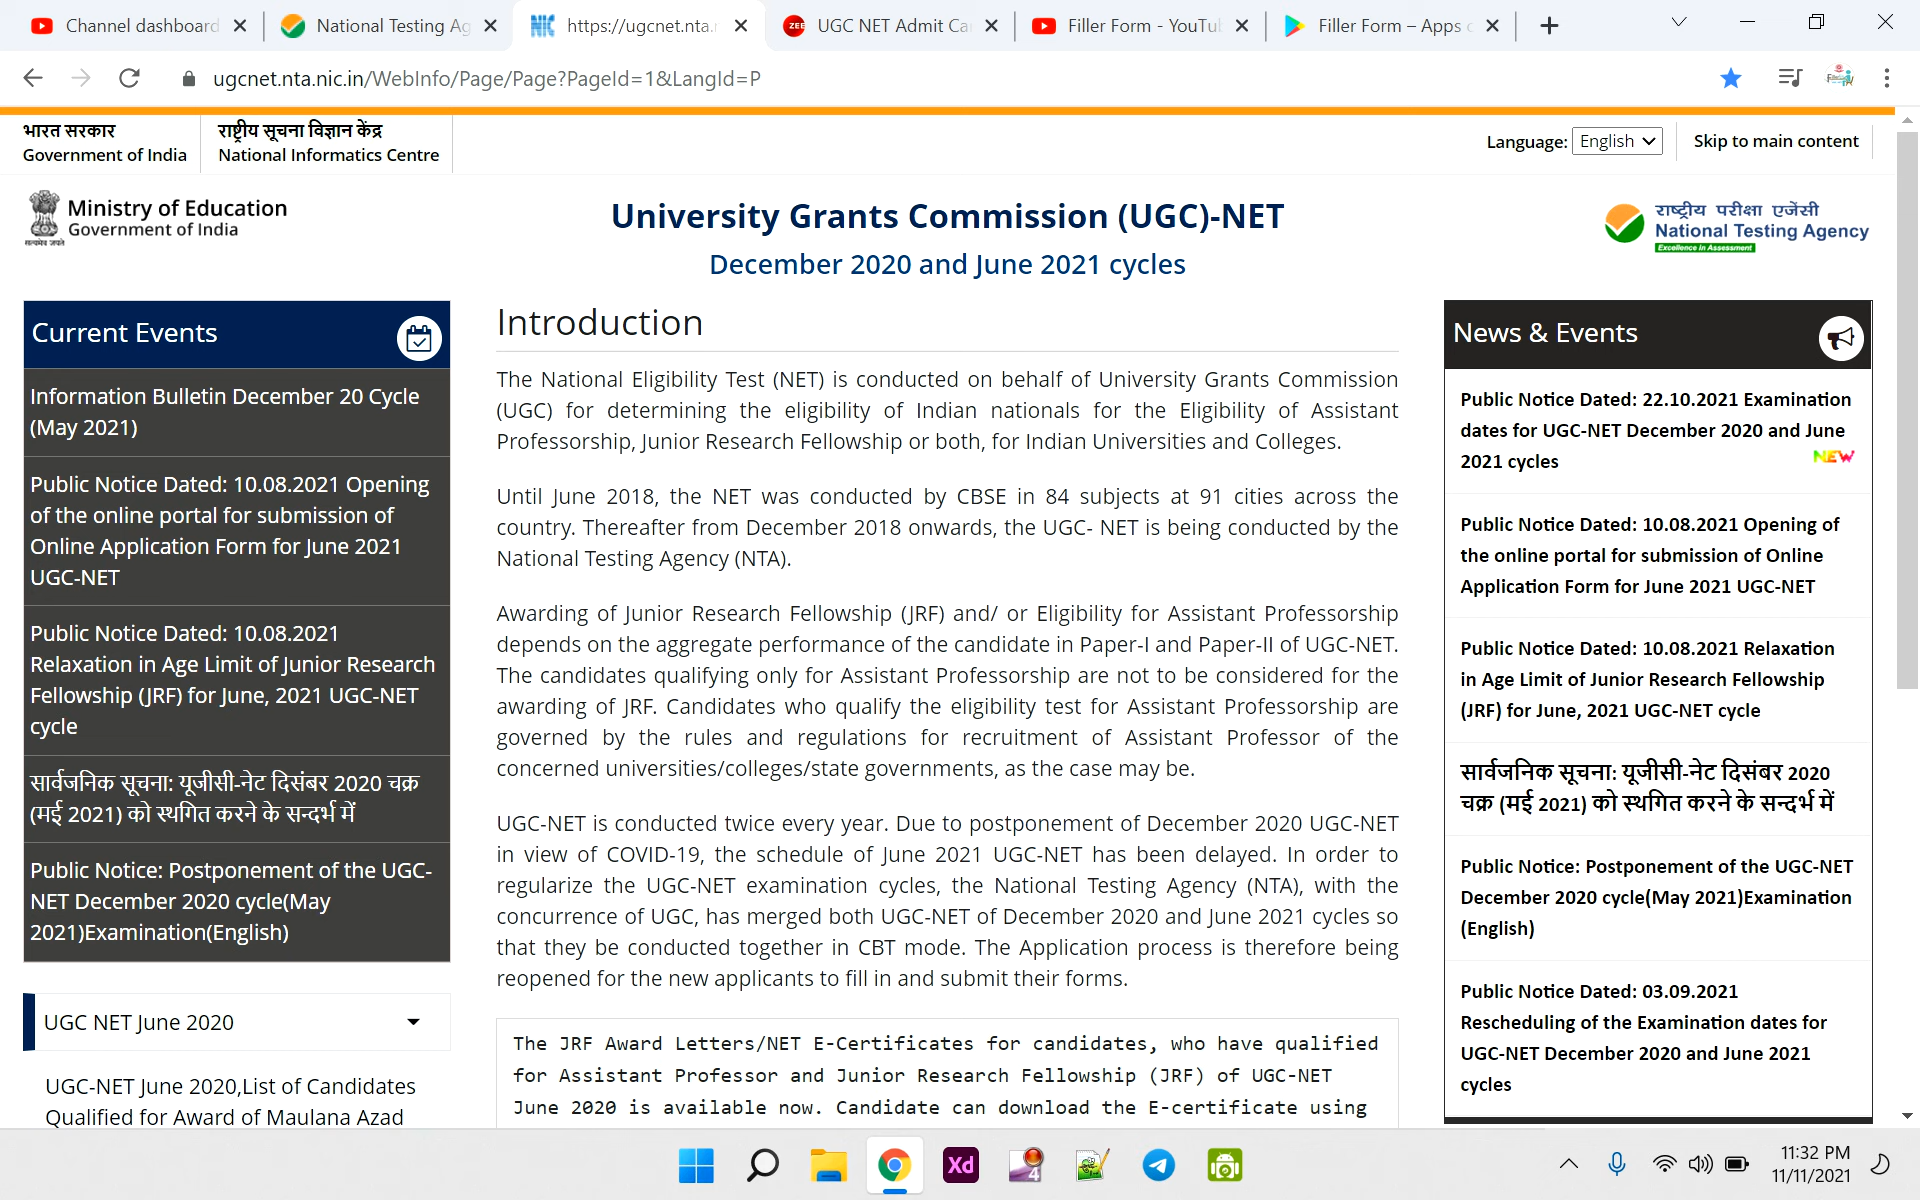 Channel dashboard
National Testing Ag
https://ugcnet.nta.r
UGC NET Admit Ca
Filler Form - YouTu
Filler Form – Apps
ugcnet.nta.nic.in/WebInfo/Page/Page?PageId=1&LangId=P
भारत सरकार
Government of India
राष्ट्रीय सूचना विज्ञान केंद्र
National Informatics Centre
Language: English
Skip to main content
सत्यमेव जयते
Ministry of Education
Government of India
University Grants Commission (UGC)-NET
December 2020 and June 2021 cycles
राष्ट्रीय परीक्षा एजेंसी
National Testing Agency
Excellence in Assessment
Current Events
Information Bulletin December 20 Cycle
(May 2021)
Public Notice Dated: 10.08.2021 Opening
of the online portal for submission of
Online Application Form for June 2021
UGC-NET
Public Notice Dated: 10.08.2021
Relaxation in Age Limit of Junior Research
Fellowship (JRF) for June, 2021 UGC-NET
cycle
सार्वजनिक सूचना: यूजीसी-नेट दिसंबर 2020 चक्र
(मई 2021) को स्थगित करने के सन्दर्भ में
Public Notice: Postponement of the UGC-
NET December 2020 cycle(May
2021)Examination(English)
UGC NET June 2020
UGC-NET June 2020,List of Candidates
Qualified for Award of Maulana Azad
Introduction
The National Eligibility Test (NET) is conducted on behalf of University Grants Commission
(UGC) for determining the eligibility of Indian nationals for the Eligibility of Assistant
Professorship, Junior Research Fellowship or both, for Indian Universities and Colleges.
Until June 2018, the NET was conducted by CBSE in 84 subjects at 91 cities across the
country. Thereafter from December 2018 onwards, the UGC- NET is being conducted by the
National Testing Agency (NTA).
Awarding of Junior Research Fellowship (JRF) and/ or Eligibility for Assistant Professorship
depends on the aggregate performance of the candidate in Paper-I and Paper-II of UGC-NET.
The candidates qualifying only for Assistant Professorship are not to be considered for the
awarding of JRF. Candidates who qualify the eligibility test for Assistant Professorship are
governed by the rules and regulations for recruitment of Assistant Professor of the
concerned universities/colleges/state governments, as the case may be.
UGC-NET is conducted twice every year. Due to postponement of December 2020 UGC-NET
in view of COVID-19, the schedule of June 2021 UGC-NET has been delayed. In order to
regularize the UGC-NET examination cycles, the National Testing Agency (NTA), with the
concurrence of UGC, has merged both UGC-NET of December 2020 and June 2021 cycles so
that they be conducted together in CBT mode. The Application process is therefore being
reopened for the new applicants to fill in and submit their forms.
The JRF Award Letters/NET E-Certificates for candidates, who have qualified
for Assistant Professor and Junior Research Fellowship (JRF) of UGC-NET
June 2020 is available now. Candidate can download the E-certificate using
News & Events
Public Notice Dated: 22.10.2021 Examination
dates for UGC-NET December 2020 and June
2021 cycles NEW
Public Notice Dated: 10.08.2021 Opening of
the online portal for submission of Online
Application Form for June 2021 UGC-NET
Public Notice Dated: 10.08.2021 Relaxation
in Age Limit of Junior Research Fellowship
(JRF) for June, 2021 UGC-NET cycle
सार्वजनिक सूचना: यूजीसी-नेट दिसंबर 2020
चक्र (मई 2021) को स्थगित करने के सन्दर्भ में
Public Notice: Postponement of the UGC-NET
December 2020 cycle(May 2021)Examination
(English)
Public Notice Dated: 03.09.2021
Rescheduling of the Examination dates for
UGC-NET December 2020 and June 2021
cycles
Xd
4
11:32 PM
11/11/2021